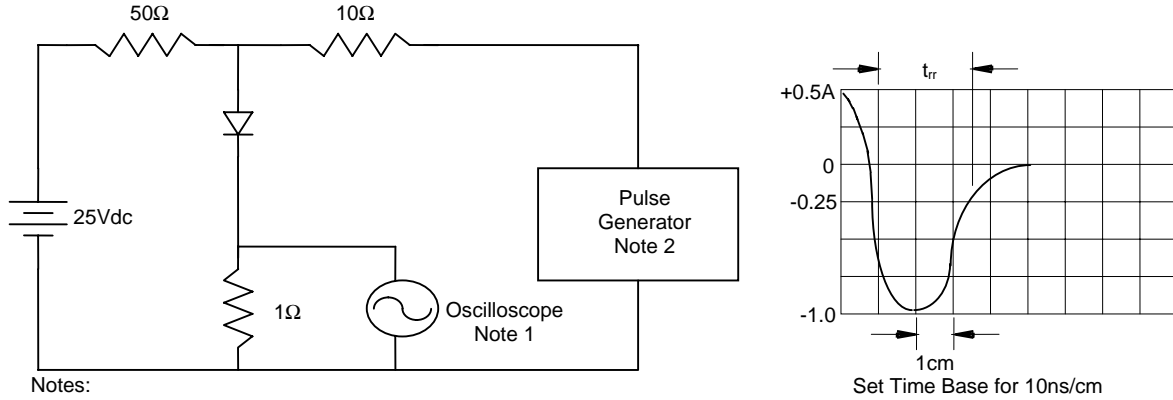 50Ω
10Ω
25Vdc
1Ω
Oscilloscope
Note 1
Pulse
Generator
Note 2
Notes:
trr
+0.5A
0
-0.25
-1.0
1cm
Set Time Base for 10ns/cm